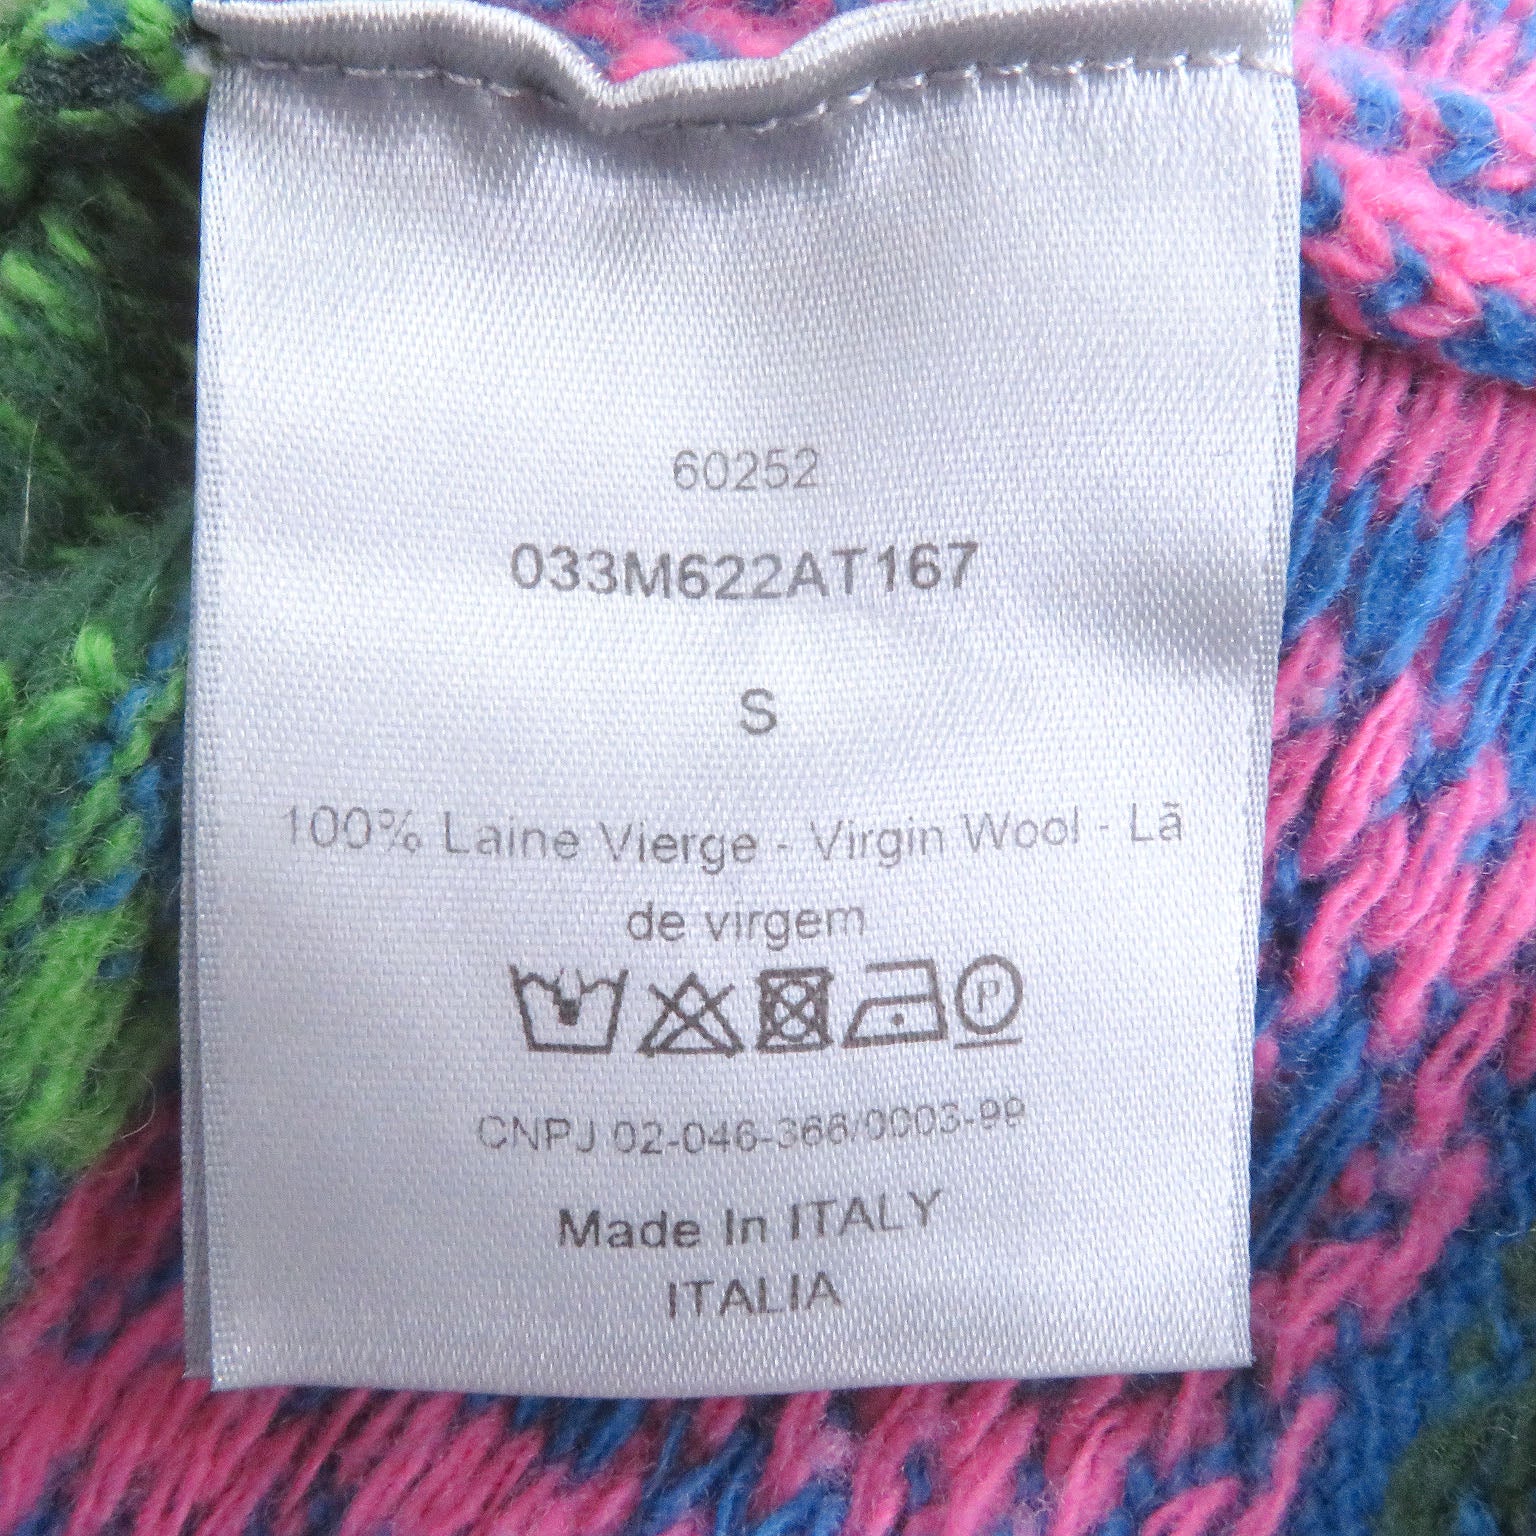 60252
033M622AT167
S
100% Laine Vierge - Virgin Wool - Lã
de virgem
P
CNPJ 02-046-366/0003-99
Made In ITALY
ITALIA